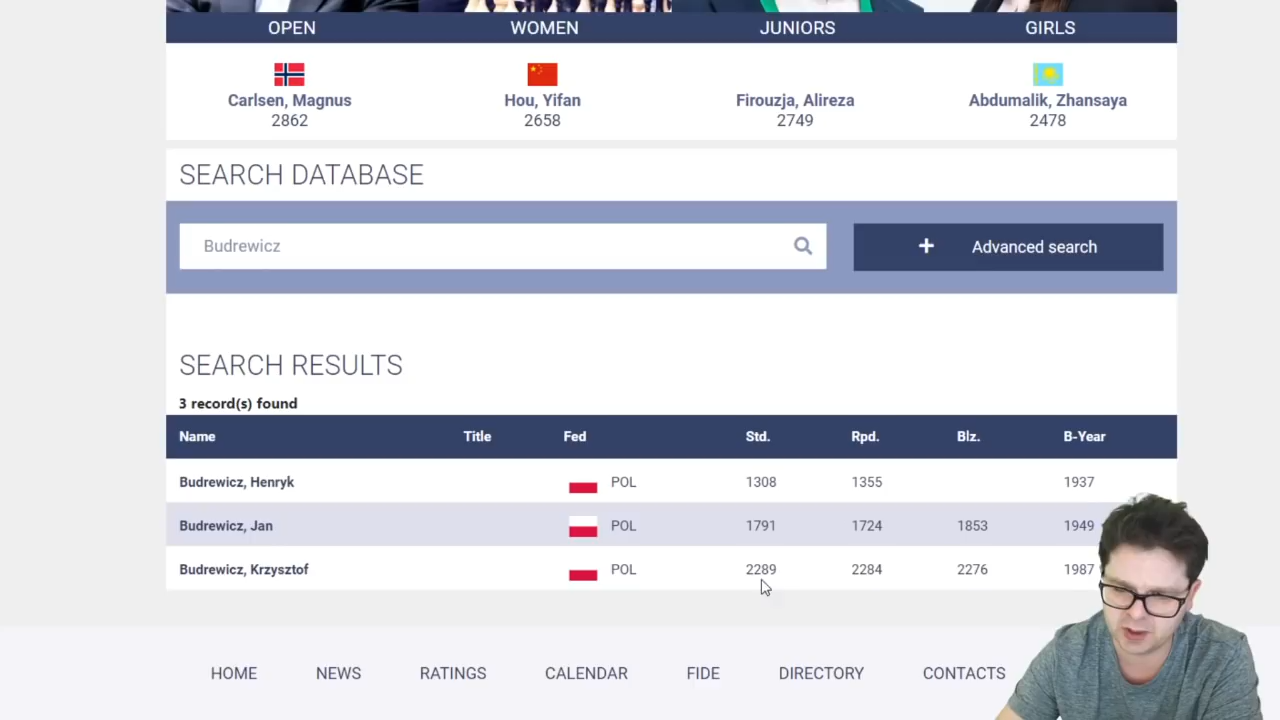 OPEN WOMEN JUNIORS GIRLS
Carlsen, Magnus Hou, Yifan Firouzja, Alireza Abdumalik, Zhansaya
2862 2658 2749 2478
SEARCH DATABASE
Budrewicz + Advanced search
SEARCH RESULTS
3 record(s) found
Name Title Fed Std. Rpd. Blz. B-Year
Budrewicz, Henryk POL 1308 1355 1937
Budrewicz, Jan POL 1791 1724 1853 1949
Budrewicz, Krzysztof POL 2289 2284 2276 1987
HOME NEWS RATINGS CALENDAR FIDE DIRECTORY CONTACTS